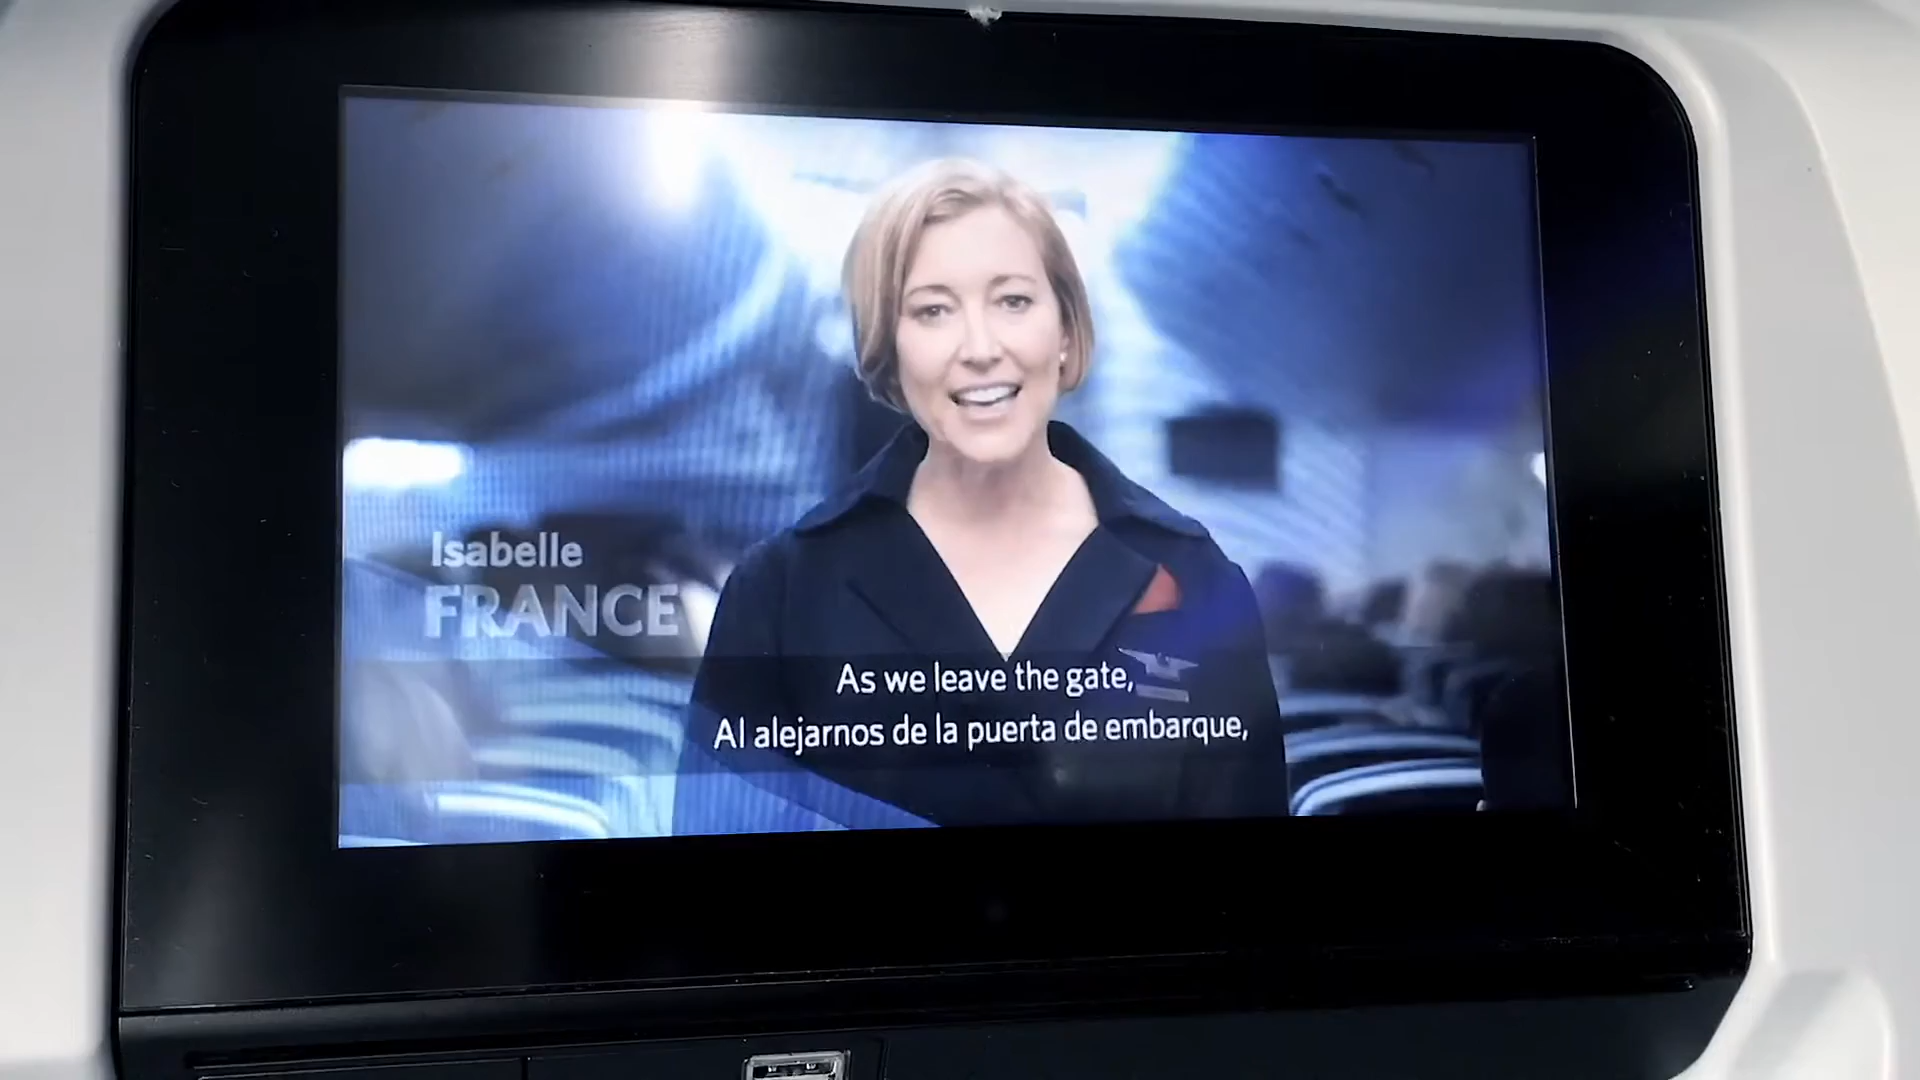 Isabelle
FRANCE
As we leave the gate,
Al alejarnos de la puerta de embarque,